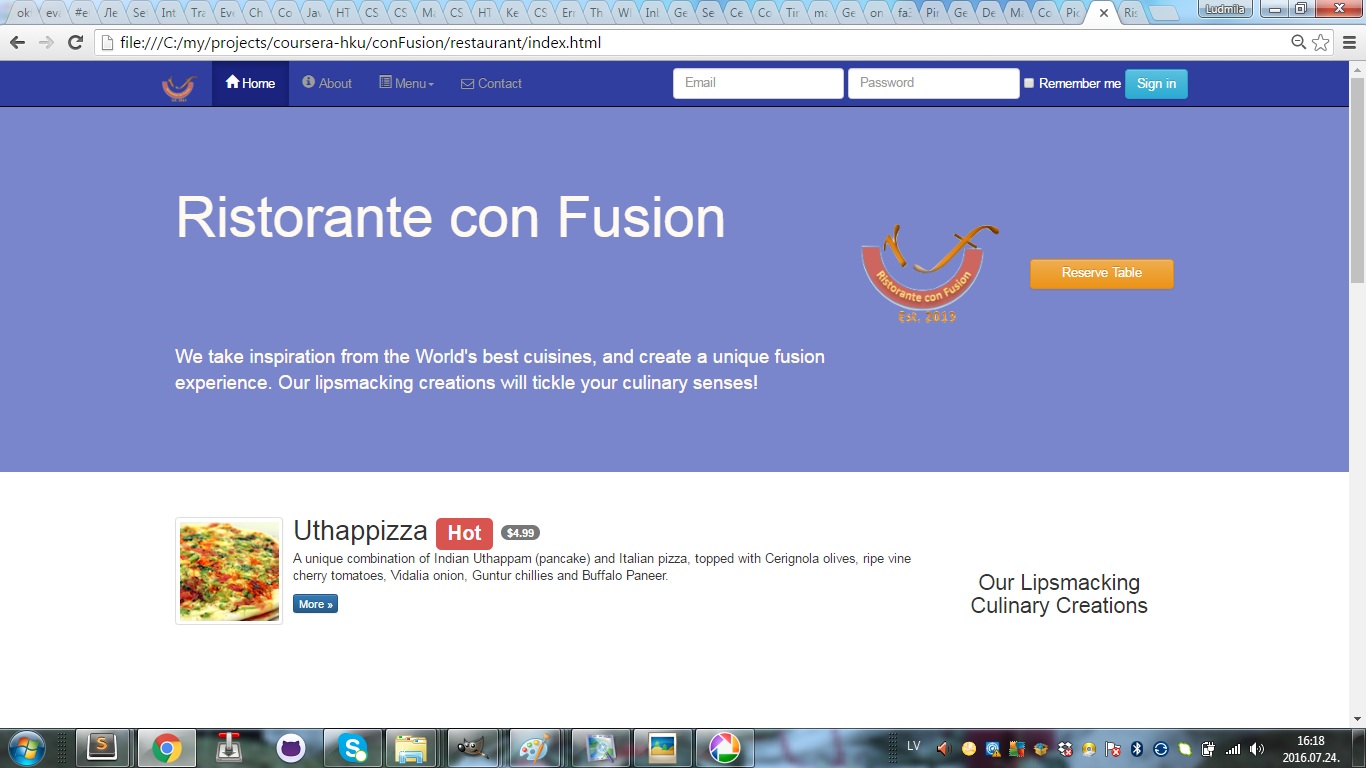 ok
eva
#e
Ле
Se
Int
Tra
Eve
Ch
Co
Jav
HT
CS
CS
Ma
CS
HT
Ke
CS
Err
Th
W
Inl
Ge
Se
Ce
Co
Tir
ma
Ge
on
fa
Pir
Ge
De
Mu
Co
Pic
Ris
Ludmila
file:///C:/my/projects/coursera-hku/conFusion/restaurant/index.html
Home About Menu Contact Email Password Remember me Sign in
Ristorante con Fusion
Ristorante con Fusion
Est. 2013
Reserve Table
We take inspiration from the World's best cuisines, and create a unique fusion
experience. Our lipsmacking creations will tickle your culinary senses!
Uthappizza Hot $4.99
A unique combination of Indian Uthappam (pancake) and Italian pizza, topped with Cerignola olives, ripe vine
cherry tomatoes, Vidalia onion, Guntur chillies and Buffalo Paneer.
More »
Our Lipsmacking
Culinary Creations
LV
16:18
2016.07.24.